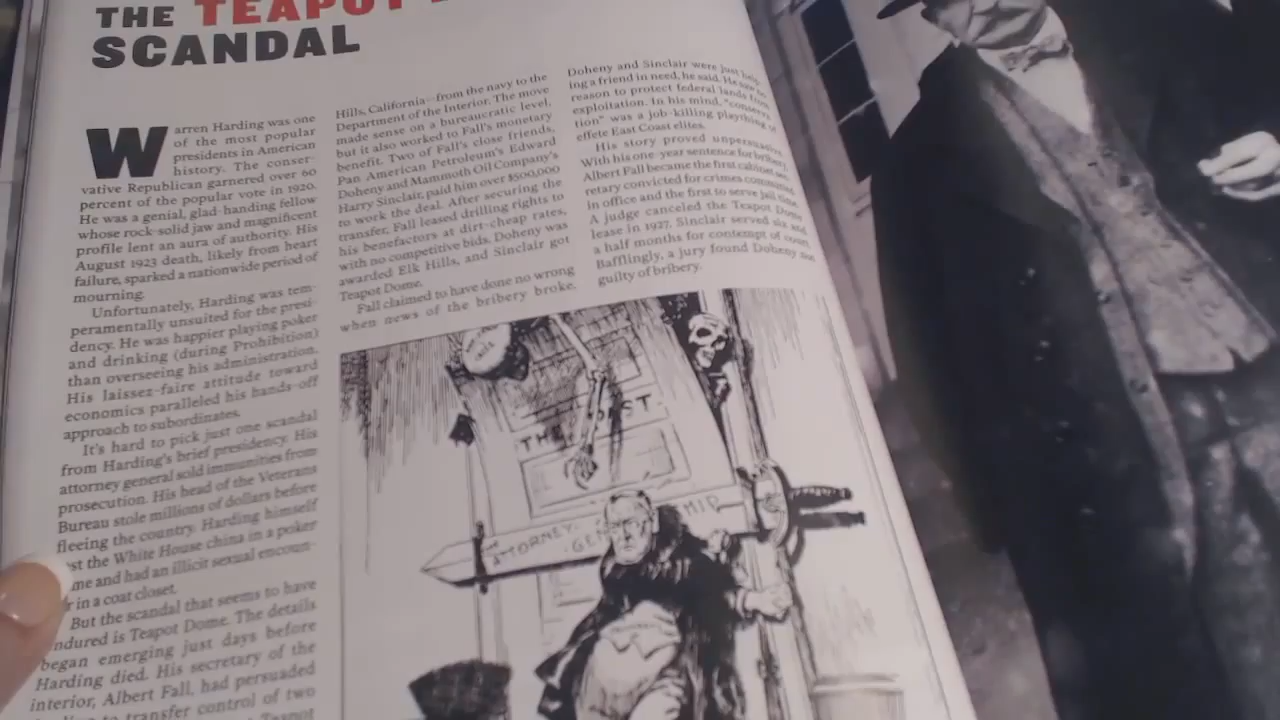 THE TEAPOT
SCANDAL
Warren Harding was one
of the most popular
presidents in American
history. The conser-
vative Republican garnered over 60
percent of the popular vote in 1920.
He was a genial, glad-handing fellow
whose rock-solid jaw and magnificent
profile lent an aura of authority. His
August 1923 death, likely from heart
failure, sparked a nationwide period of
mourning.
Unfortunately, Harding was tem-
peramentally unsuited for the presi-
dency. He was happier playing poker
and drinking (during Prohibition)
than overseeing his administration.
His laissez-faire attitude toward
economics paralleled his hands-off
approach to subordinates.
It's hard to pick just one scandal
from Harding's brief presidency. His
attorney general sold immunities from
prosecution. His head of the Veterans
Bureau stole millions of dollars before
fleeing the country. Harding himself
st the White House china in a poker
me and had an illicit sexual encoun-
r in a coat closet.
But the scandal that seems to have
ndured is Teapot Dome. The details
began emerging just days before
Harding died. His secretary of the
interior, Albert Fall, had persuaded
to transfer control of two
Teapot
Hills, California—from the navy to the
Department of the Interior. The move
made sense on a bureaucratic level,
but it also worked to Fall's monetary
benefit. Two of Fall's close friends,
Pan American Petroleum's Edward
Doheny and Mammoth Oil Company's
Harry Sinclair, paid him over $500,000
to work the deal. After securing the
transfer, Fall leased drilling rights to
his benefactors at dirt-cheap rates,
with no competitive bids. Doheny was
awarded Elk Hills, and Sinclair got
Teapot Dome.
Fall claimed to have done no wrong
when news of the bribery broke.
Doheny and Sinclair were just help-
ing a friend in need, he said. He saw no
reason to protect federal lands from
exploitation. In his mind, "conserva-
tion" was a job-killing plaything of
effete East Coast elites.
His story proved unpersuasive.
With his one-year sentence for bribery,
Albert Fall became the first cabinet sec-
retary convicted for crimes committed
in office and the first to serve jail time.
A judge canceled the Teapot Dome
lease in 1927. Sinclair served six and
a half months for contempt of court.
Bafflingly, a jury found Doheny not
guilty of bribery.
THE PAST.
ATTORNEY-
GEN